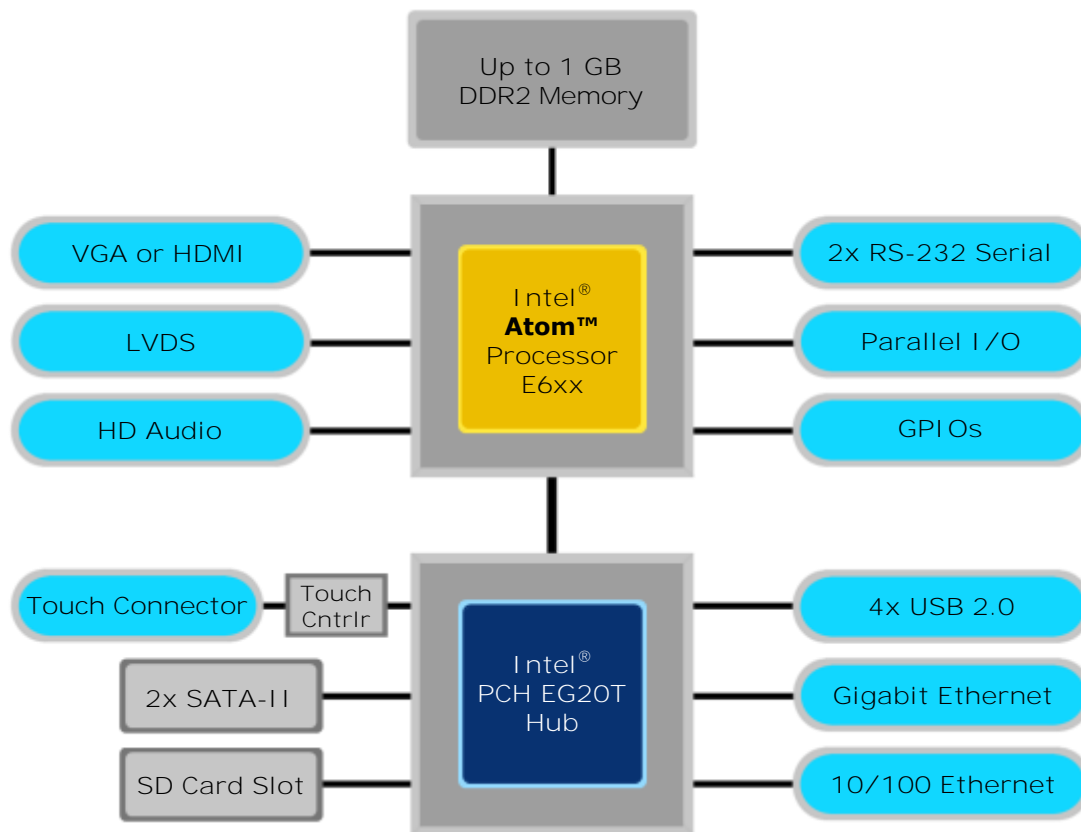 Up to 1 GB
DDR2 Memory
VGA or HDMI
LVDS
HD Audio
Intel®
Atom™
Processor
E6xx
2x RS-232 Serial
Parallel I/O
GPIOs
Touch Connector
Touch
Cntrlr
2x SATA-II
SD Card Slot
Intel®
PCH EG20T
Hub
4x USB 2.0
Gigabit Ethernet
10/100 Ethernet